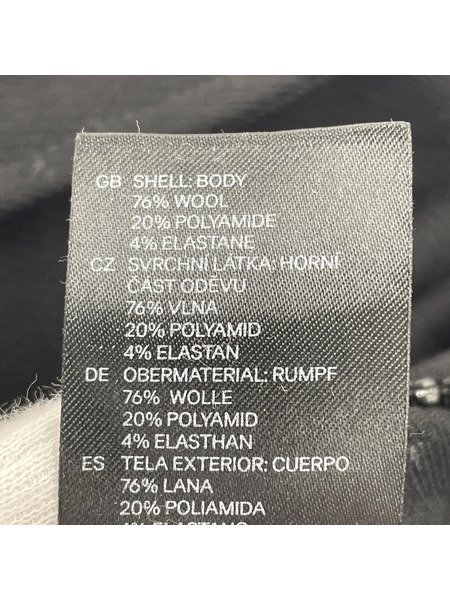 GB SHELL: BODY
76% WOOL
20% POLYAMIDE
4% ELASTANE
CZ SVRCHNÍ LÁTKA: HORNÍ
ČÁST ODĚVU
76% VLNA
20% POLYAMID
4% ELASTAN
DE OBERMATERIAL: RUMPF
76% WOLLE
20% POLYAMID
4% ELASTHAN
ES TELA EXTERIOR: CUERPO
76% LANA
20% POLIAMIDA
4% ELASTANO